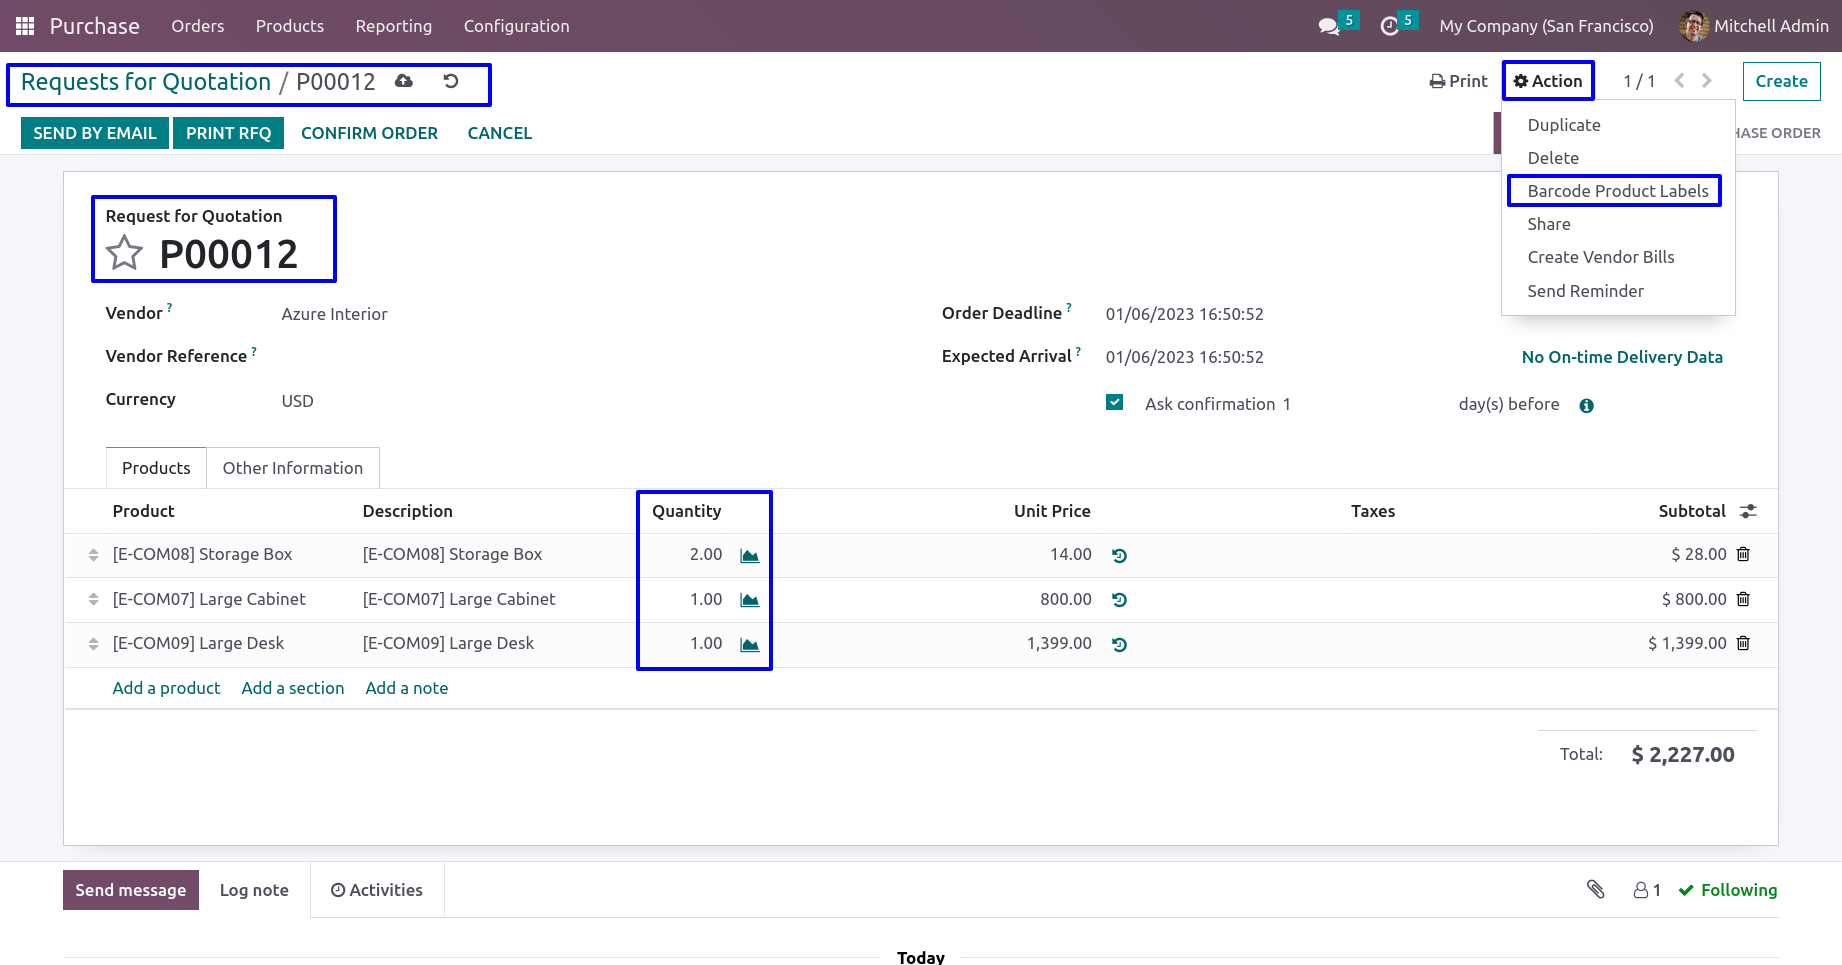 Purchase Orders Products Reporting Configuration 5 5 My Company (San Francisco) Mitchell Admin
Requests for Quotation / P00012 Print Action 1 / 1 Create
SEND BY EMAIL PRINT RFQ CONFIRM ORDER CANCEL HASE ORDER
Duplicate
Delete
Barcode Product Labels
Share
Create Vendor Bills
Send Reminder
Request for Quotation
P00012
Vendor ? Azure Interior Order Deadline ? 01/06/2023 16:50:52
Vendor Reference ? Expected Arrival ? 01/06/2023 16:50:52 No On-time Delivery Data
Currency USD Ask confirmation 1 day(s) before
Products Other Information
Product Description Quantity Unit Price Taxes Subtotal
[E-COM08] Storage Box [E-COM08] Storage Box 2.00 14.00 $ 28.00
[E-COM07] Large Cabinet [E-COM07] Large Cabinet 1.00 800.00 $ 800.00
[E-COM09] Large Desk [E-COM09] Large Desk 1.00 1,399.00 $ 1,399.00
Add a product Add a section Add a note
Total: $ 2,227.00
Send message Log note Activities 1 Following
Today